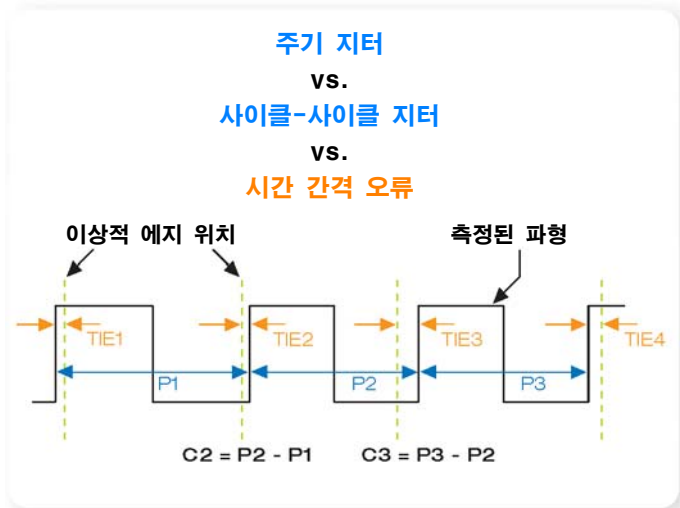 주기 지터
vs.
사이클-사이클 지터
vs.
시간 간격 오류
이상적 에지 위치
측정된 파형
TIE1
TIE2
TIE3
TIE4
P1
P2
P3
C2 = P2 - P1
C3 = P3 - P2